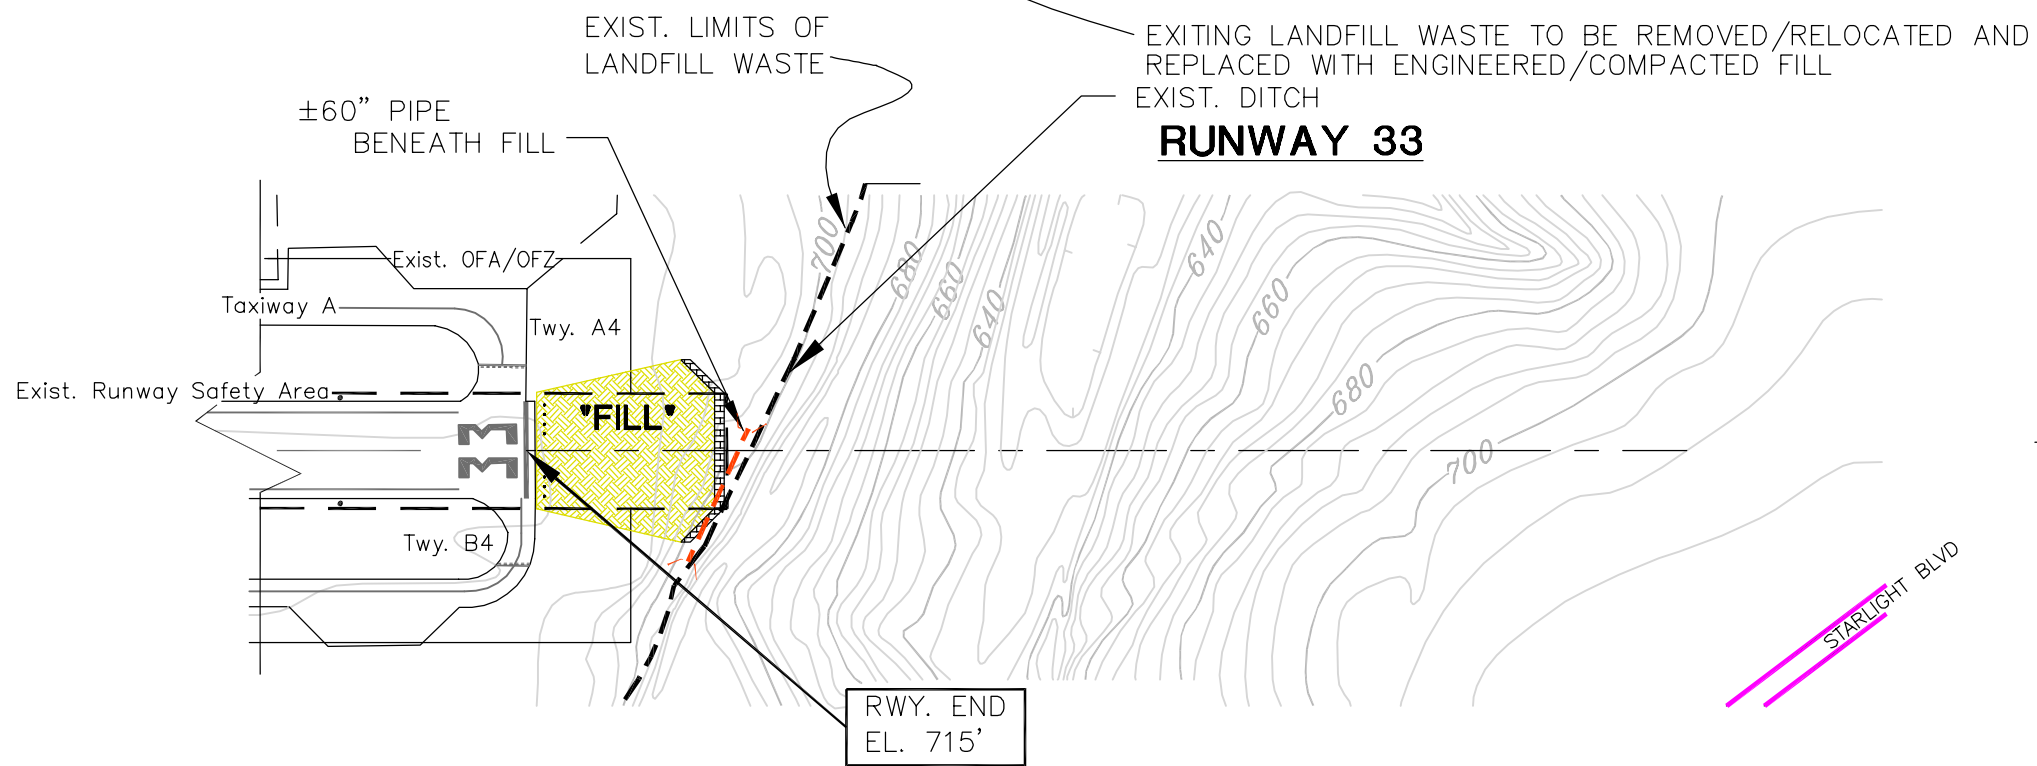 EXIST. LIMITS OF
LANDFILL WASTE
EXITING LANDFILL WASTE TO BE REMOVED/RELOCATED AND
REPLACED WITH ENGINEERED/COMPACTED FILL
EXIST. DITCH
RUNWAY 33
±60" PIPE
BENEATH FILL
Exist. OFA/OFZ
Taxiway A
Twy. A4
Exist. Runway Safety Area
"FILL"
33
Twy. B4
700
680
660
640
640
660
680
700
STARLIGHT BLVD
RWY. END
EL. 715'